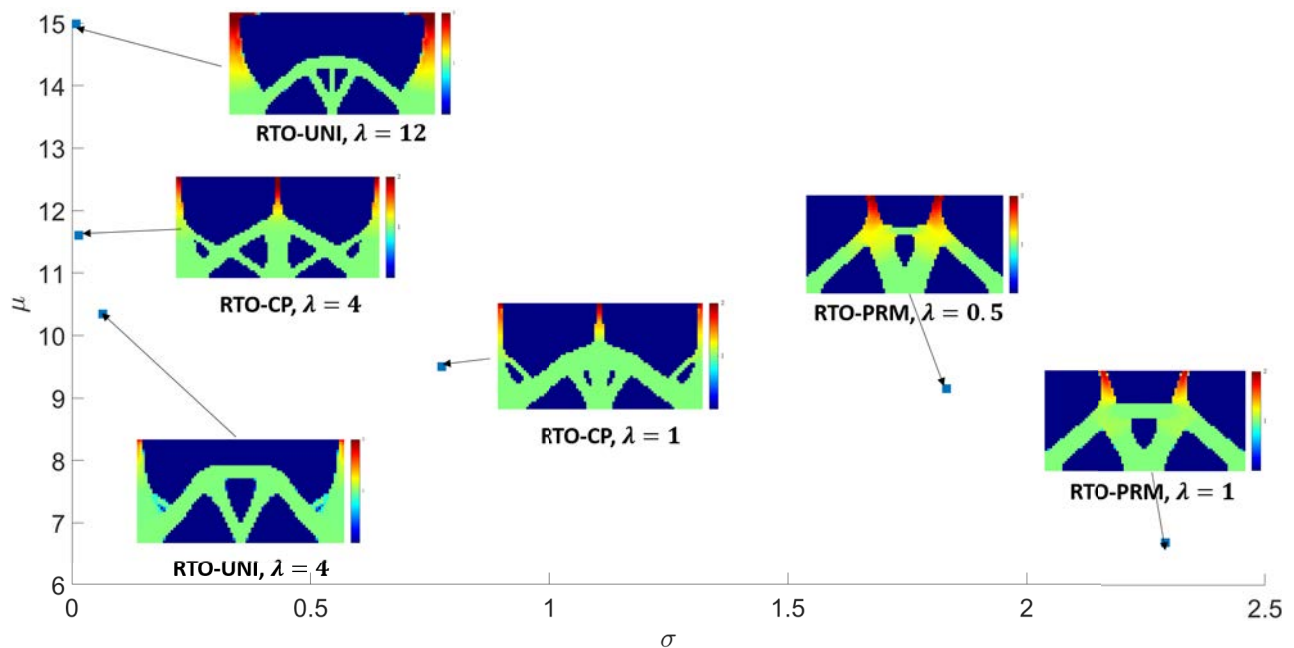 15
14
13
12
11
10
9
8
7
6
μ
RTO-UNI, λ = 12
RTO-CP, λ = 4
RTO-UNI, λ = 4
RTO-CP, λ = 1
RTO-PRM, λ = 0.5
RTO-PRM, λ = 1
0 0.5 1 1.5 2 2.5
σ